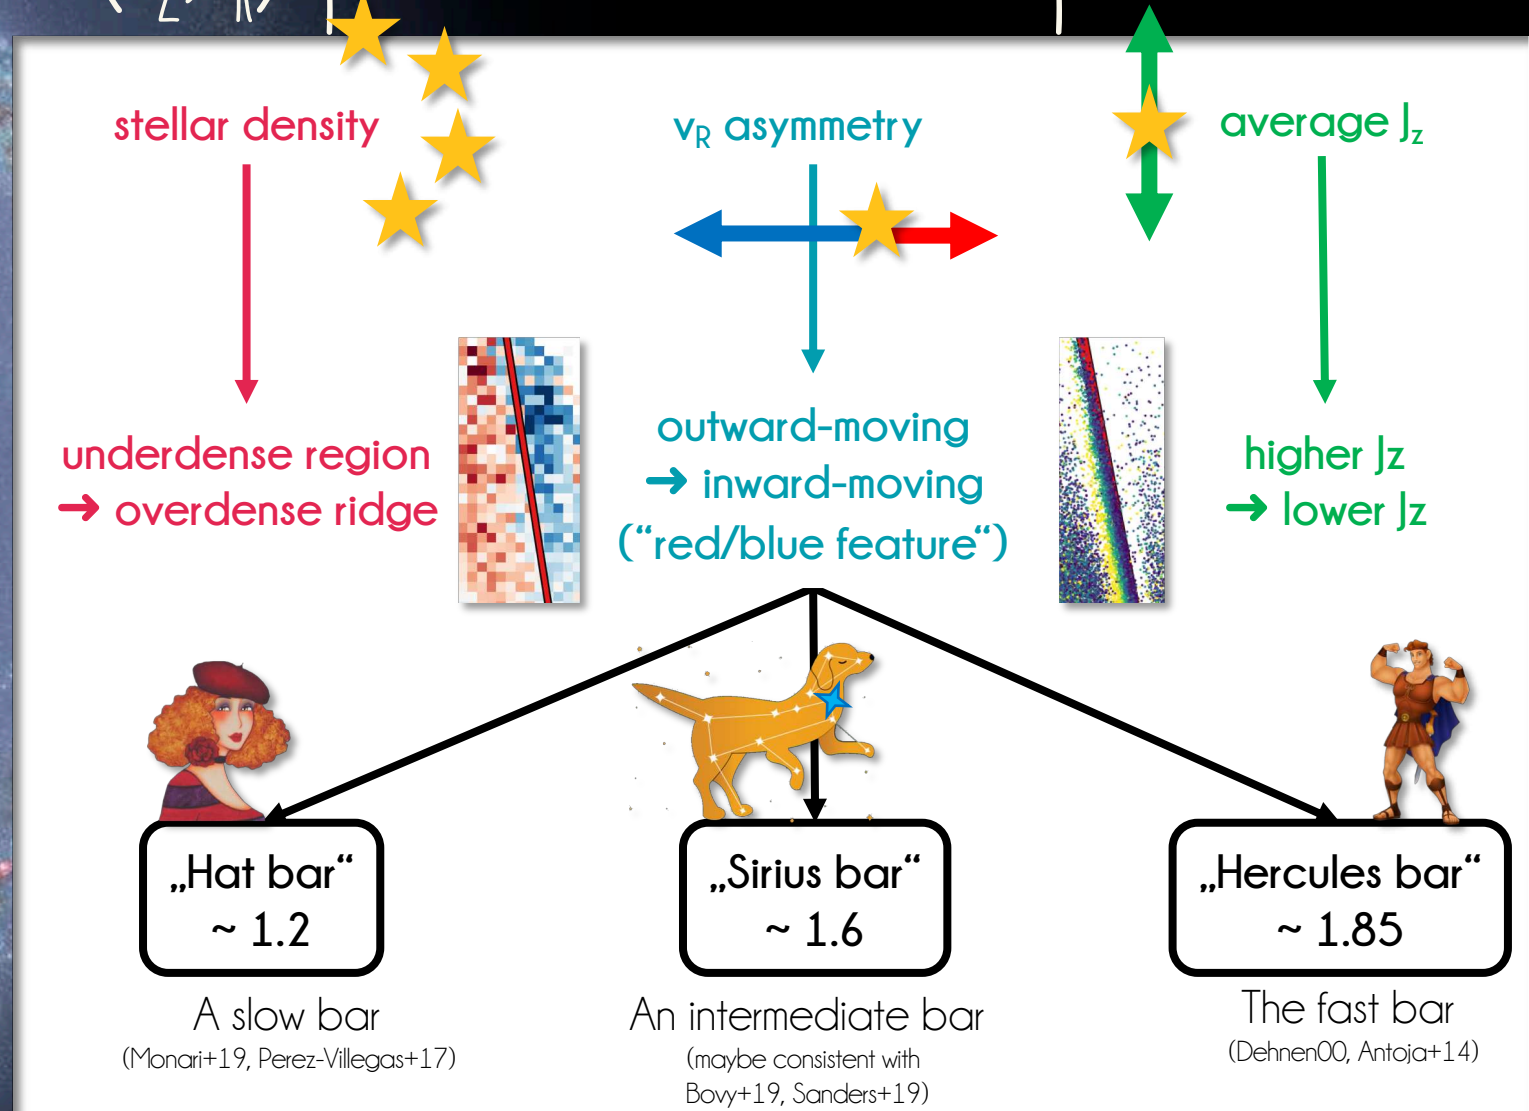 stellar density
v_R asymmetry
average J_z
underdense region
→ overdense ridge
outward-moving
→ inward-moving
(“red/blue feature“)
higher Jz
→ lower Jz
„Hat bar“
~ 1.2
„Sirius bar“
~ 1.6
„Hercules bar“
~ 1.85
A slow bar
(Monari+19, Perez-Villegas+17)
An intermediate bar
(maybe consistent with
Bovy+19, Sanders+19)
The fast bar
(Dehnen00, Antoja+14)